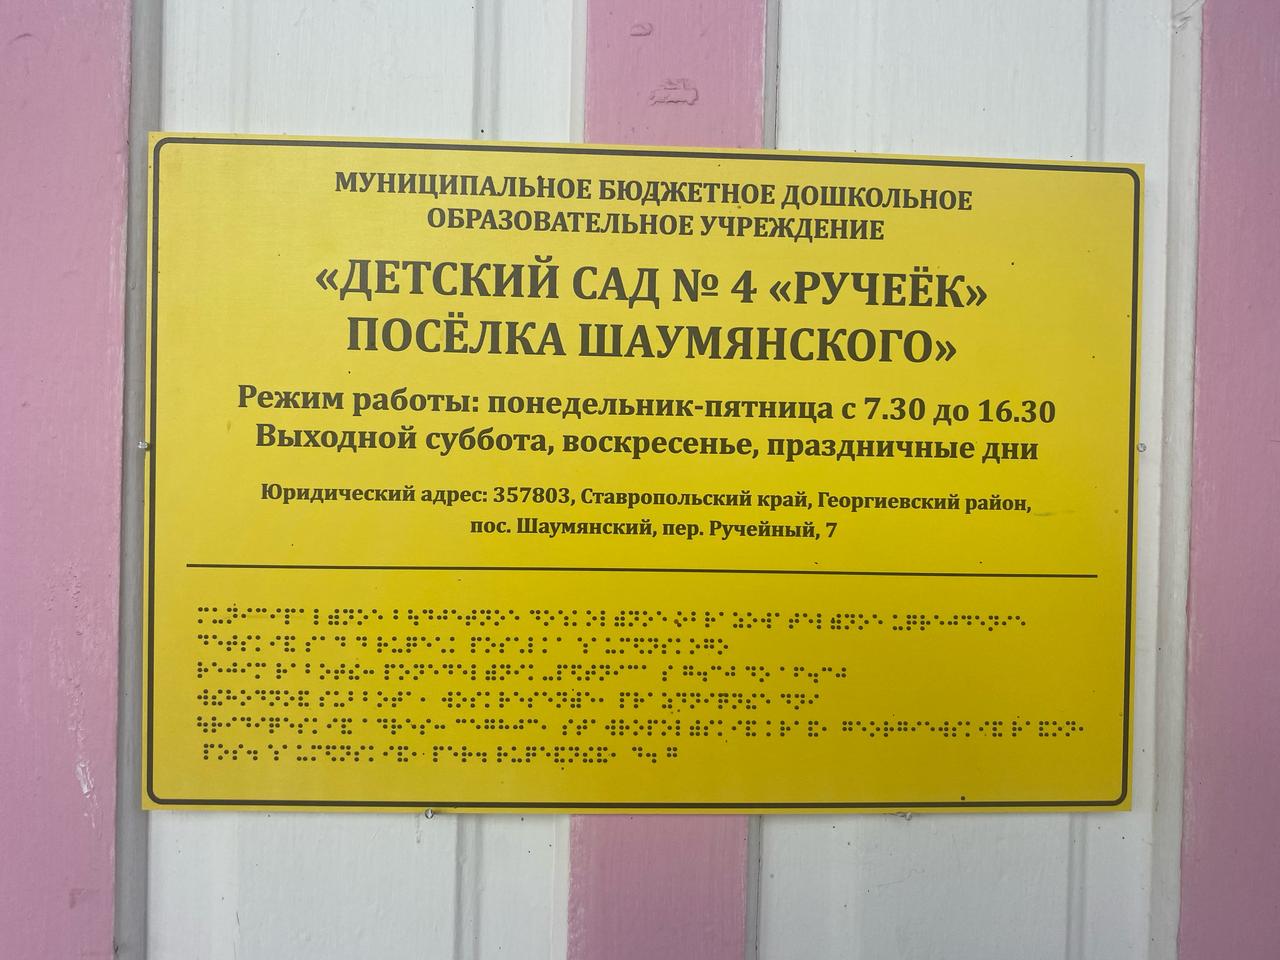 МУНИЦИПАЛЬНОЕ БЮДЖЕТНОЕ ДОШКОЛЬНОЕ
ОБРАЗОВАТЕЛЬНОЕ УЧРЕЖДЕНИЕ
«ДЕТСКИЙ САД № 4 «РУЧЕЁК»
ПОСЁЛКА ШАУМЯНСКОГО»
Режим работы: понедельник-пятница с 7.30 до 16.30
Выходной суббота, воскресенье, праздничные дни
Юридический адрес: 357803, Ставропольский край, Георгиевский район,
пос. Шаумянский, пер. Ручейный, 7